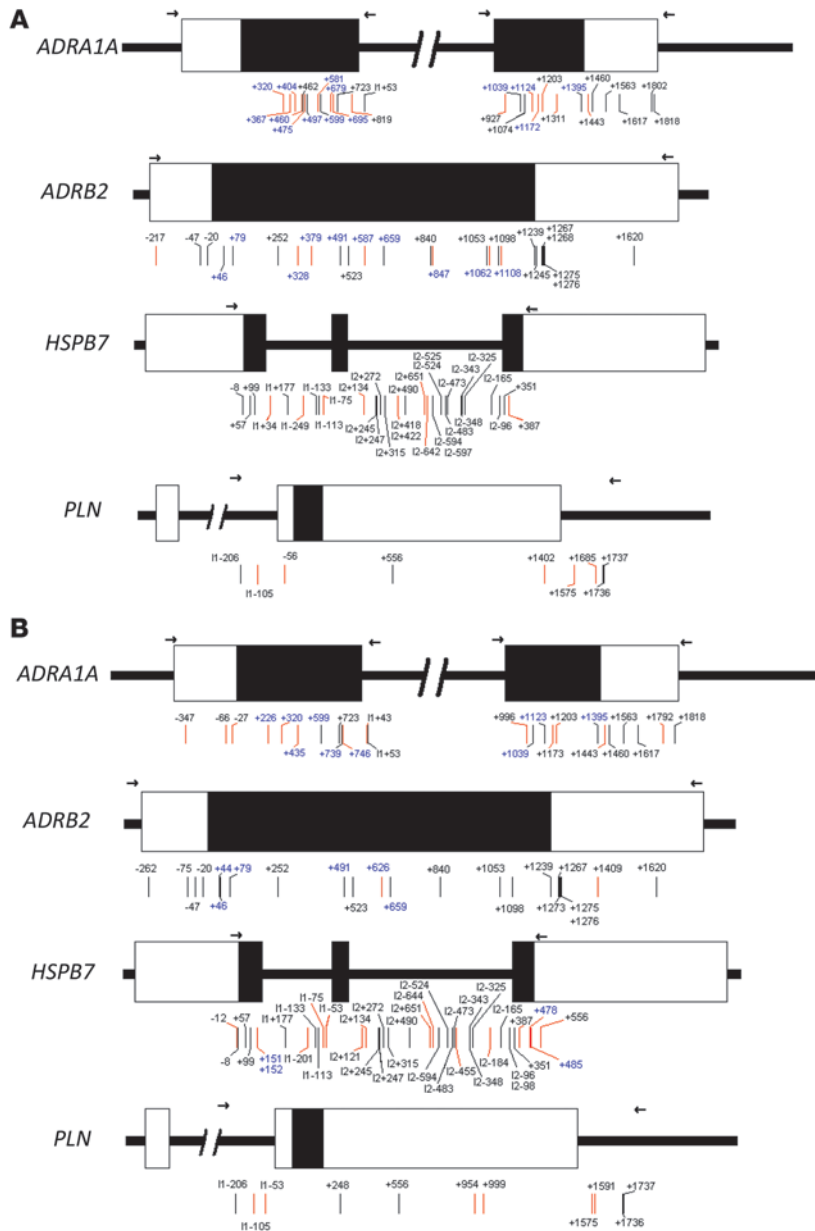 A
ADRA1A
+581 +1203 +1460
+320 +404 +462 +679 +723 I1+53 +1039 +1124 +1395 +1563 +1802
+367 +460 +497 +599 +695 +819 +927 +1311 +1443 +1617 +1818
+475 +1074 +1172
ADRB2
+1267
+1239 +1268
-217 -47 -20 +79 +252 +379 +491 +587 +659 +840 +1053 +1098 +1620
+46 +328 +523 +847 +1062 +1108 +1245 +1275
+1276
HSPB7
I2-525 I2-325
I2-524 I2-343
I2+272 I2+651 I2-473 I2-165
-8 +99 I1+177 I1-133 I2+134 I2+490 +351
I1-75
+57 I1+34 I1-249 I1-113 I2+245 I2+418 I2-594 I2-483 I2-348 I2-96 +387
I2+247 I2+422 I2-597
I2+315 I2-642
PLN
I1-206 -56 +556 +1402 +1685 +1737
I1-105 +1575 +1736
B
ADRA1A
-347 -66 -27 +226 +320 +599 +723 I1+43 +996 +1123 +1203 +1395 +1563 +1792 +1818
+435 +739 +746 I1+53 +1039 +1173 +1443 +1460 +1617
ADRB2
-262 -75 -20 +44 +79 +252 +491 +626 +840 +1053 +1239 +1267 +1409 +1620
-47 +46 +523 +659 +1098 +1273 +1275
+1276
HSPB7
I2-524 I2-325
I1-75 I2-644 I2-343
I1-133 I1-53 I2+272 I2+651 I2-473 I2-165 +478
-12 +57 I1+177 I2+134 I2+490 +387 +556
-8 +99 +151 I1-201 I2+121 I2+315 I2-455 I2-184 I2-96 +351 +485
+152 I1-113 I2+245 I2+247 I2-594 I2-483 I2-348 I2-98
PLN
I1-206 I1-53 +248 +556 +954 +999 +1591 +1737
I1-105 +1575 +1736